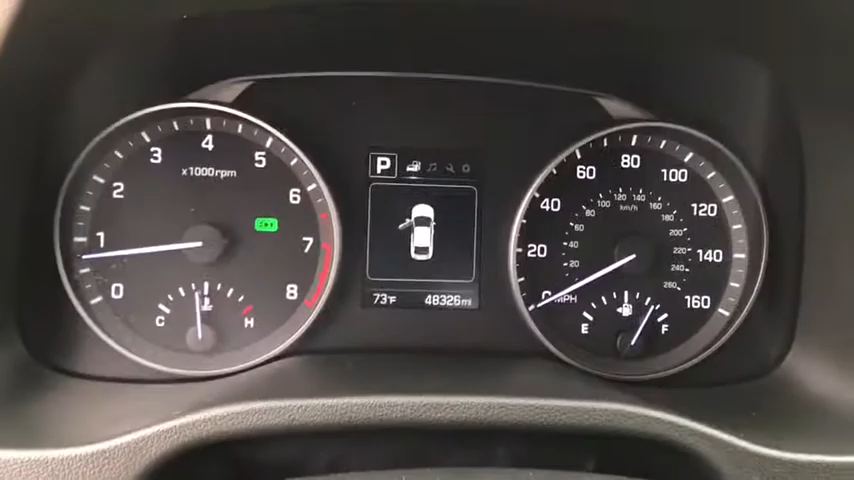 0 1 2 3 4 5 6 7 8
x1000rpm
C H
P
73°F 48326mi
0 20 40 60 80 100 120 140 160
MPH
20 40 60 80 100 120 140 160 180 200 220 240 260
km/h
E F